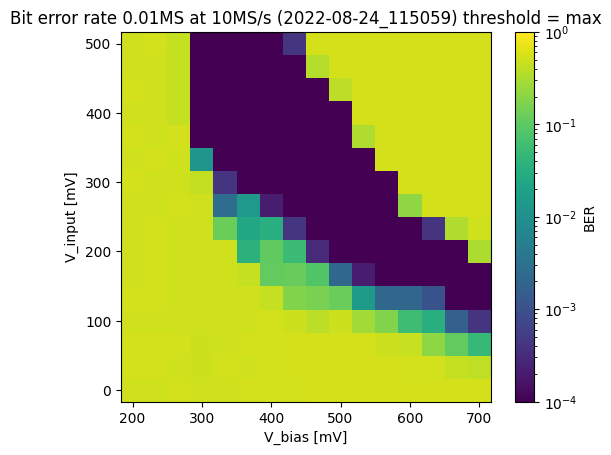 Bit error rate 0.01MS at 10MS/s (2022-08-24_115059) threshold = max
500
400
300
200
100
0
V_input [mV]
200 300 400 500 600 700
V_bias [mV]
10^0
10^-1
10^-2
10^-3
10^-4
BER